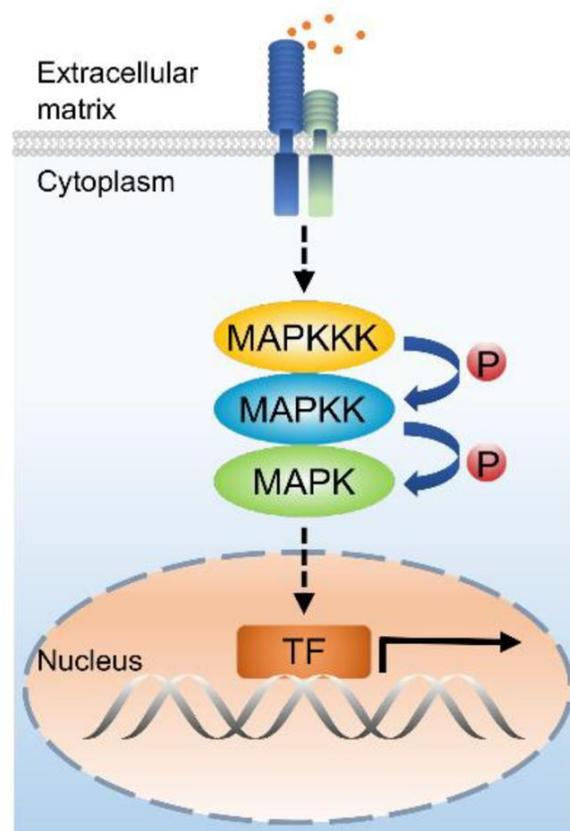 Extracellular
matrix
Cytoplasm
MAPKKK
P
MAPKK
P
MAPK
TF
Nucleus